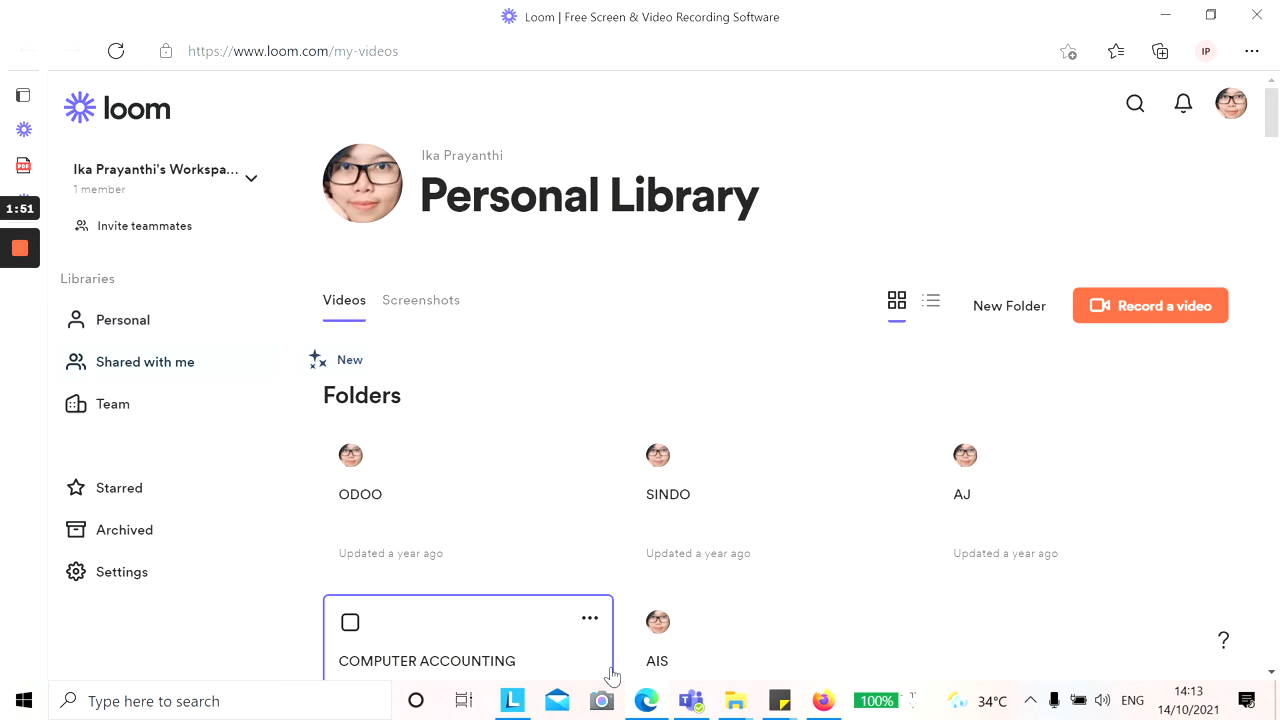 Loom | Free Screen & Video Recording Software
https://www.loom.com/my-videos
IP
loom
Ika Prayanthi's Workspa...
1 member
PDF
1:51
Invite teammates
Ika Prayanthi
Personal Library
Libraries
Personal
Shared with me
Team
Starred
Archived
Settings
Videos
Screenshots
New Folder
Record a video
New
Folders
ODOO
Updated a year ago
SINDO
Updated a year ago
AJ
Updated a year ago
COMPUTER ACCOUNTING
AIS
?
Type here to search
L
100%
34°C
ENG
14:13
14/10/2021